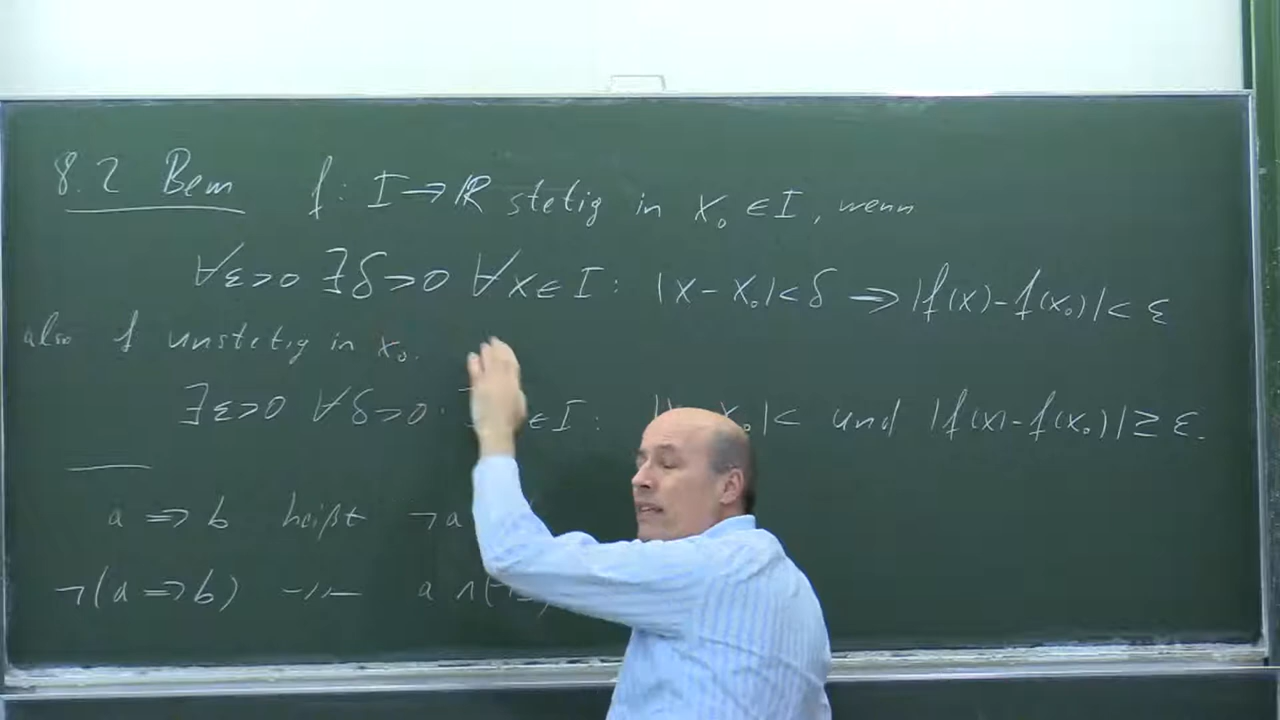 8.2 Bem f: I → ℝ stetig in x₀ ∈ I, wenn
∀ε>0 ∃δ>0 ∀x∈I: |x-x₀|<δ ⇒ |f(x)-f(x₀)|< ε
also f unstetig in x₀.
∃ε>0 ∀δ>0 ∈I: x₀|< und |f(x)-f(x₀)| ≥ ε.
a ⇒ b heißt ¬a
¬(a ⇒ b) –"– a ∧(¬